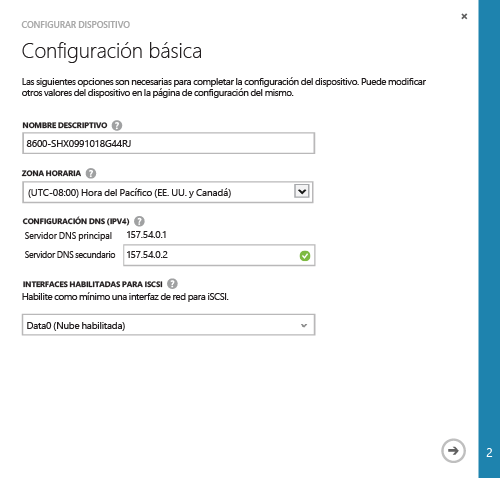 CONFIGURAR DISPOSITIVO
Configuración básica
Las siguientes opciones son necesarias para completar la configuración del dispositivo. Puede modificar
otros valores del dispositivo en la página de configuración del mismo.
NOMBRE DESCRIPTIVO ?
8600-SHX0991018G44RJ
ZONA HORARIA ?
(UTC-08:00) Hora del Pacífico (EE. UU. y Canadá)
CONFIGURACIÓN DNS (IPV4) ?
Servidor DNS principal 157.54.0.1
Servidor DNS secundario 157.54.0.2
INTERFACES HABILITADAS PARA ISCSI ?
Habilite como mínimo una interfaz de red para iSCSI.
Data0 (Nube habilitada)
2